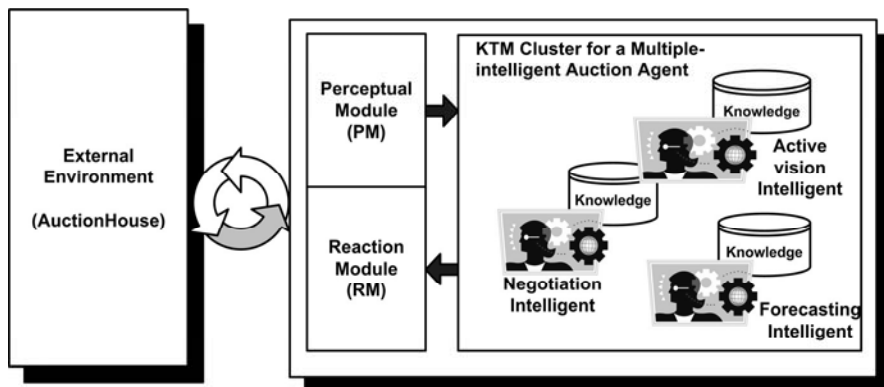 External
Environment
(AuctionHouse)
Perceptual
Module
(PM)
Reaction
Module
(RM)
KTM Cluster for a Multiple-
intelligent Auction Agent
Knowledge
Active
vision
Intelligent
Knowledge
Negotiation
Intelligent
Knowledge
Forecasting
Intelligent